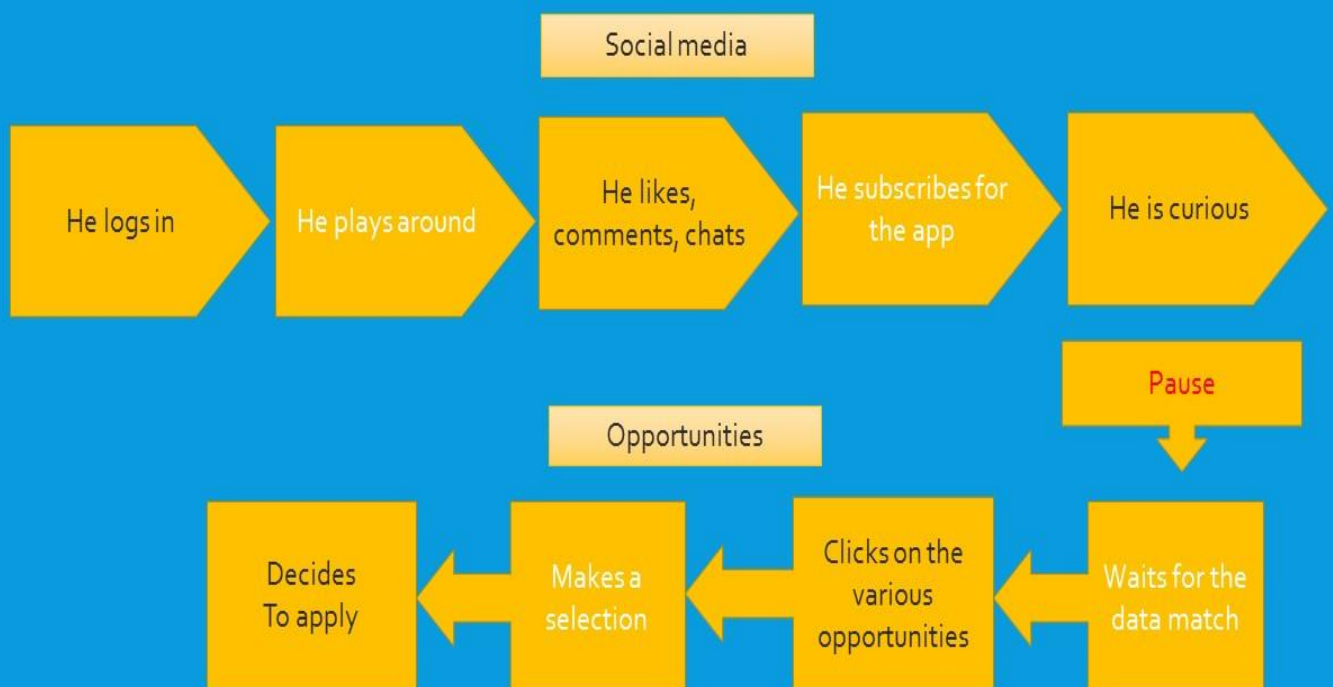 Social media
He logs in
He plays around
He likes,
comments, chats
He subscribes for
the app
He is curious
Pause
Opportunities
Waits for the
data match
Clicks on the
various
opportunities
Makes a
selection
Decides
To apply